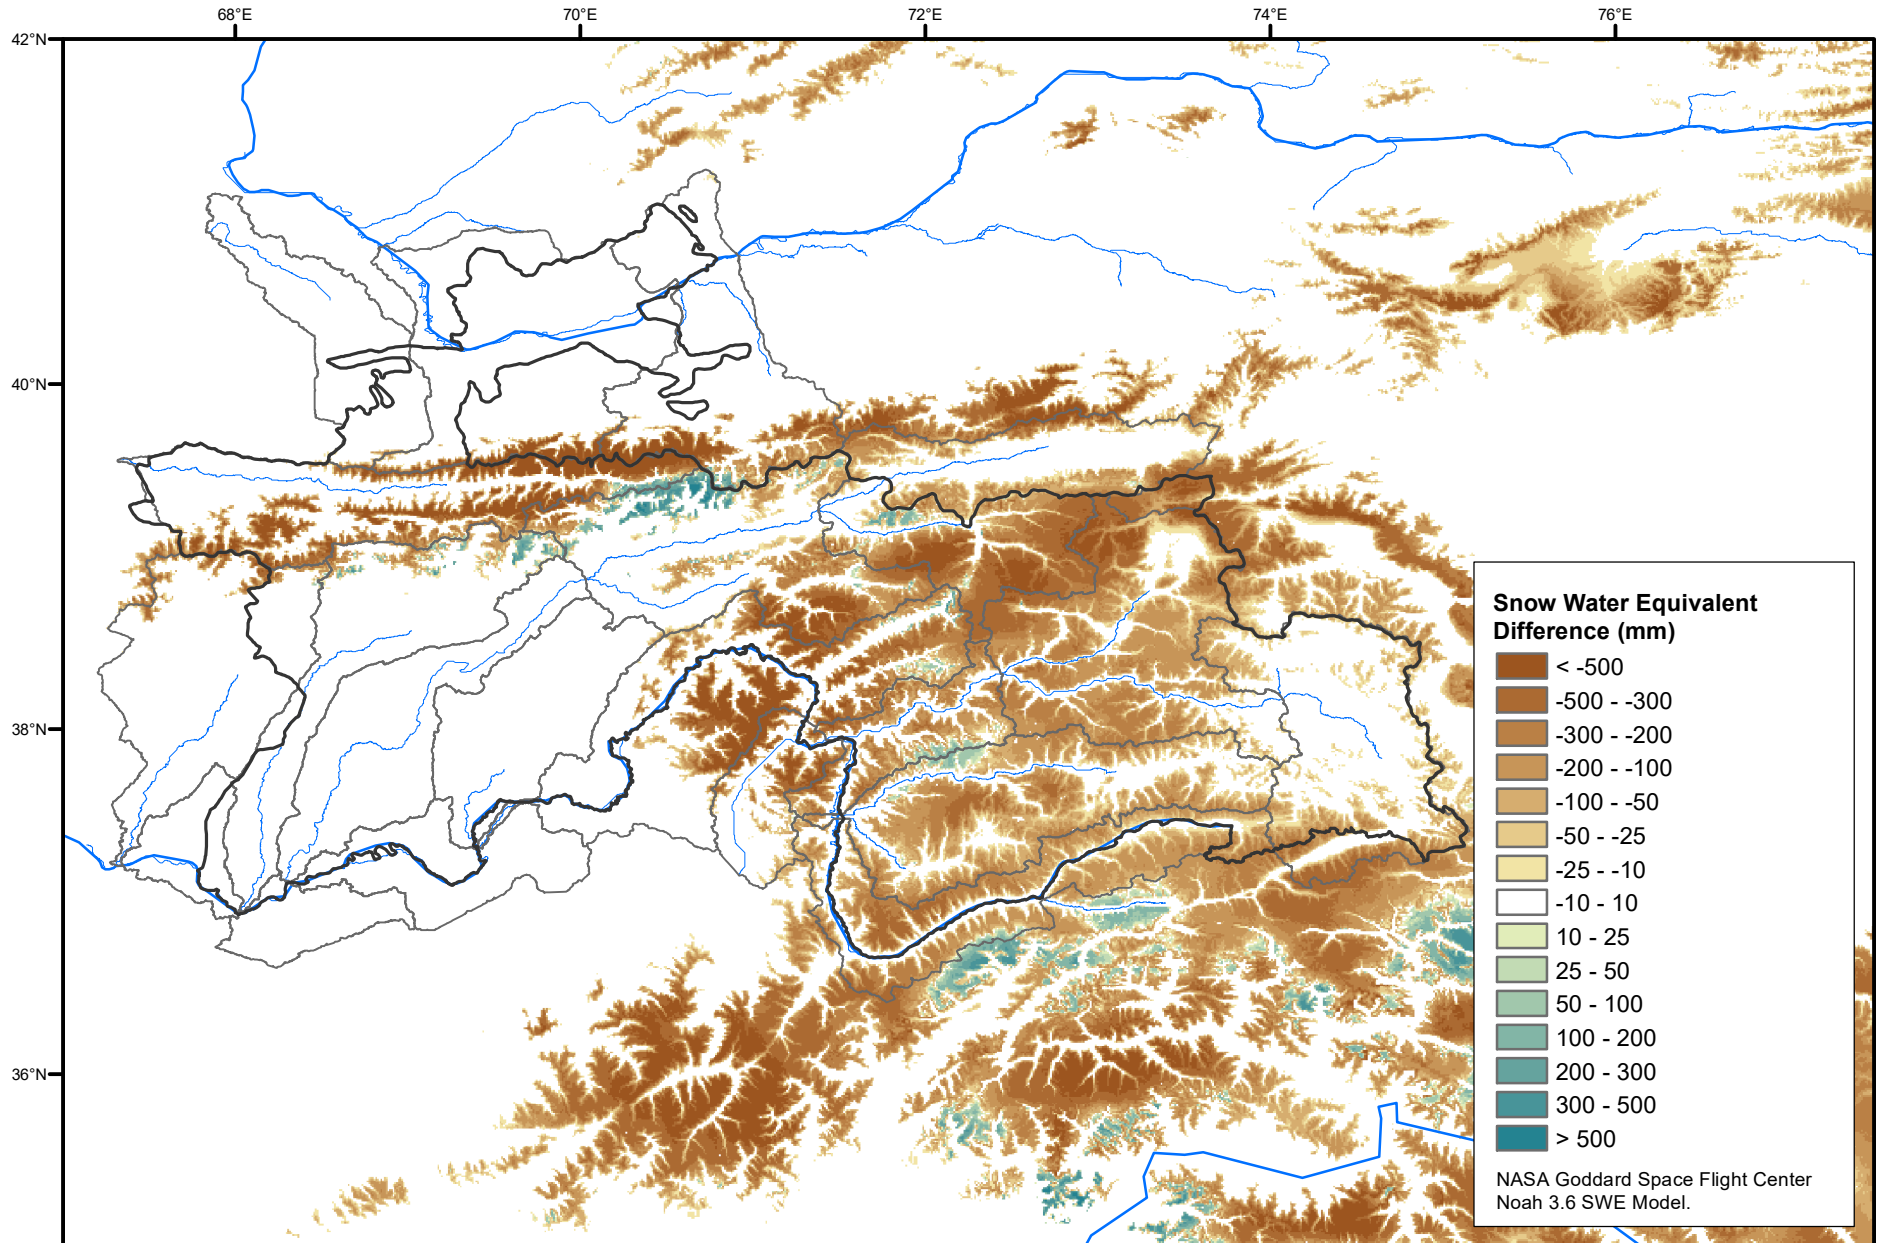 68°E
70°E
72°E
74°E
76°E
42°N
40°N
38°N
36°N
Snow Water Equivalent
Difference (mm)
< -500
-500 - -300
-300 - -200
-200 - -100
-100 - -50
-50 - -25
-25 - -10
-10 - 10
10 - 25
25 - 50
50 - 100
100 - 200
200 - 300
300 - 500
> 500
NASA Goddard Space Flight Center
Noah 3.6 SWE Model.